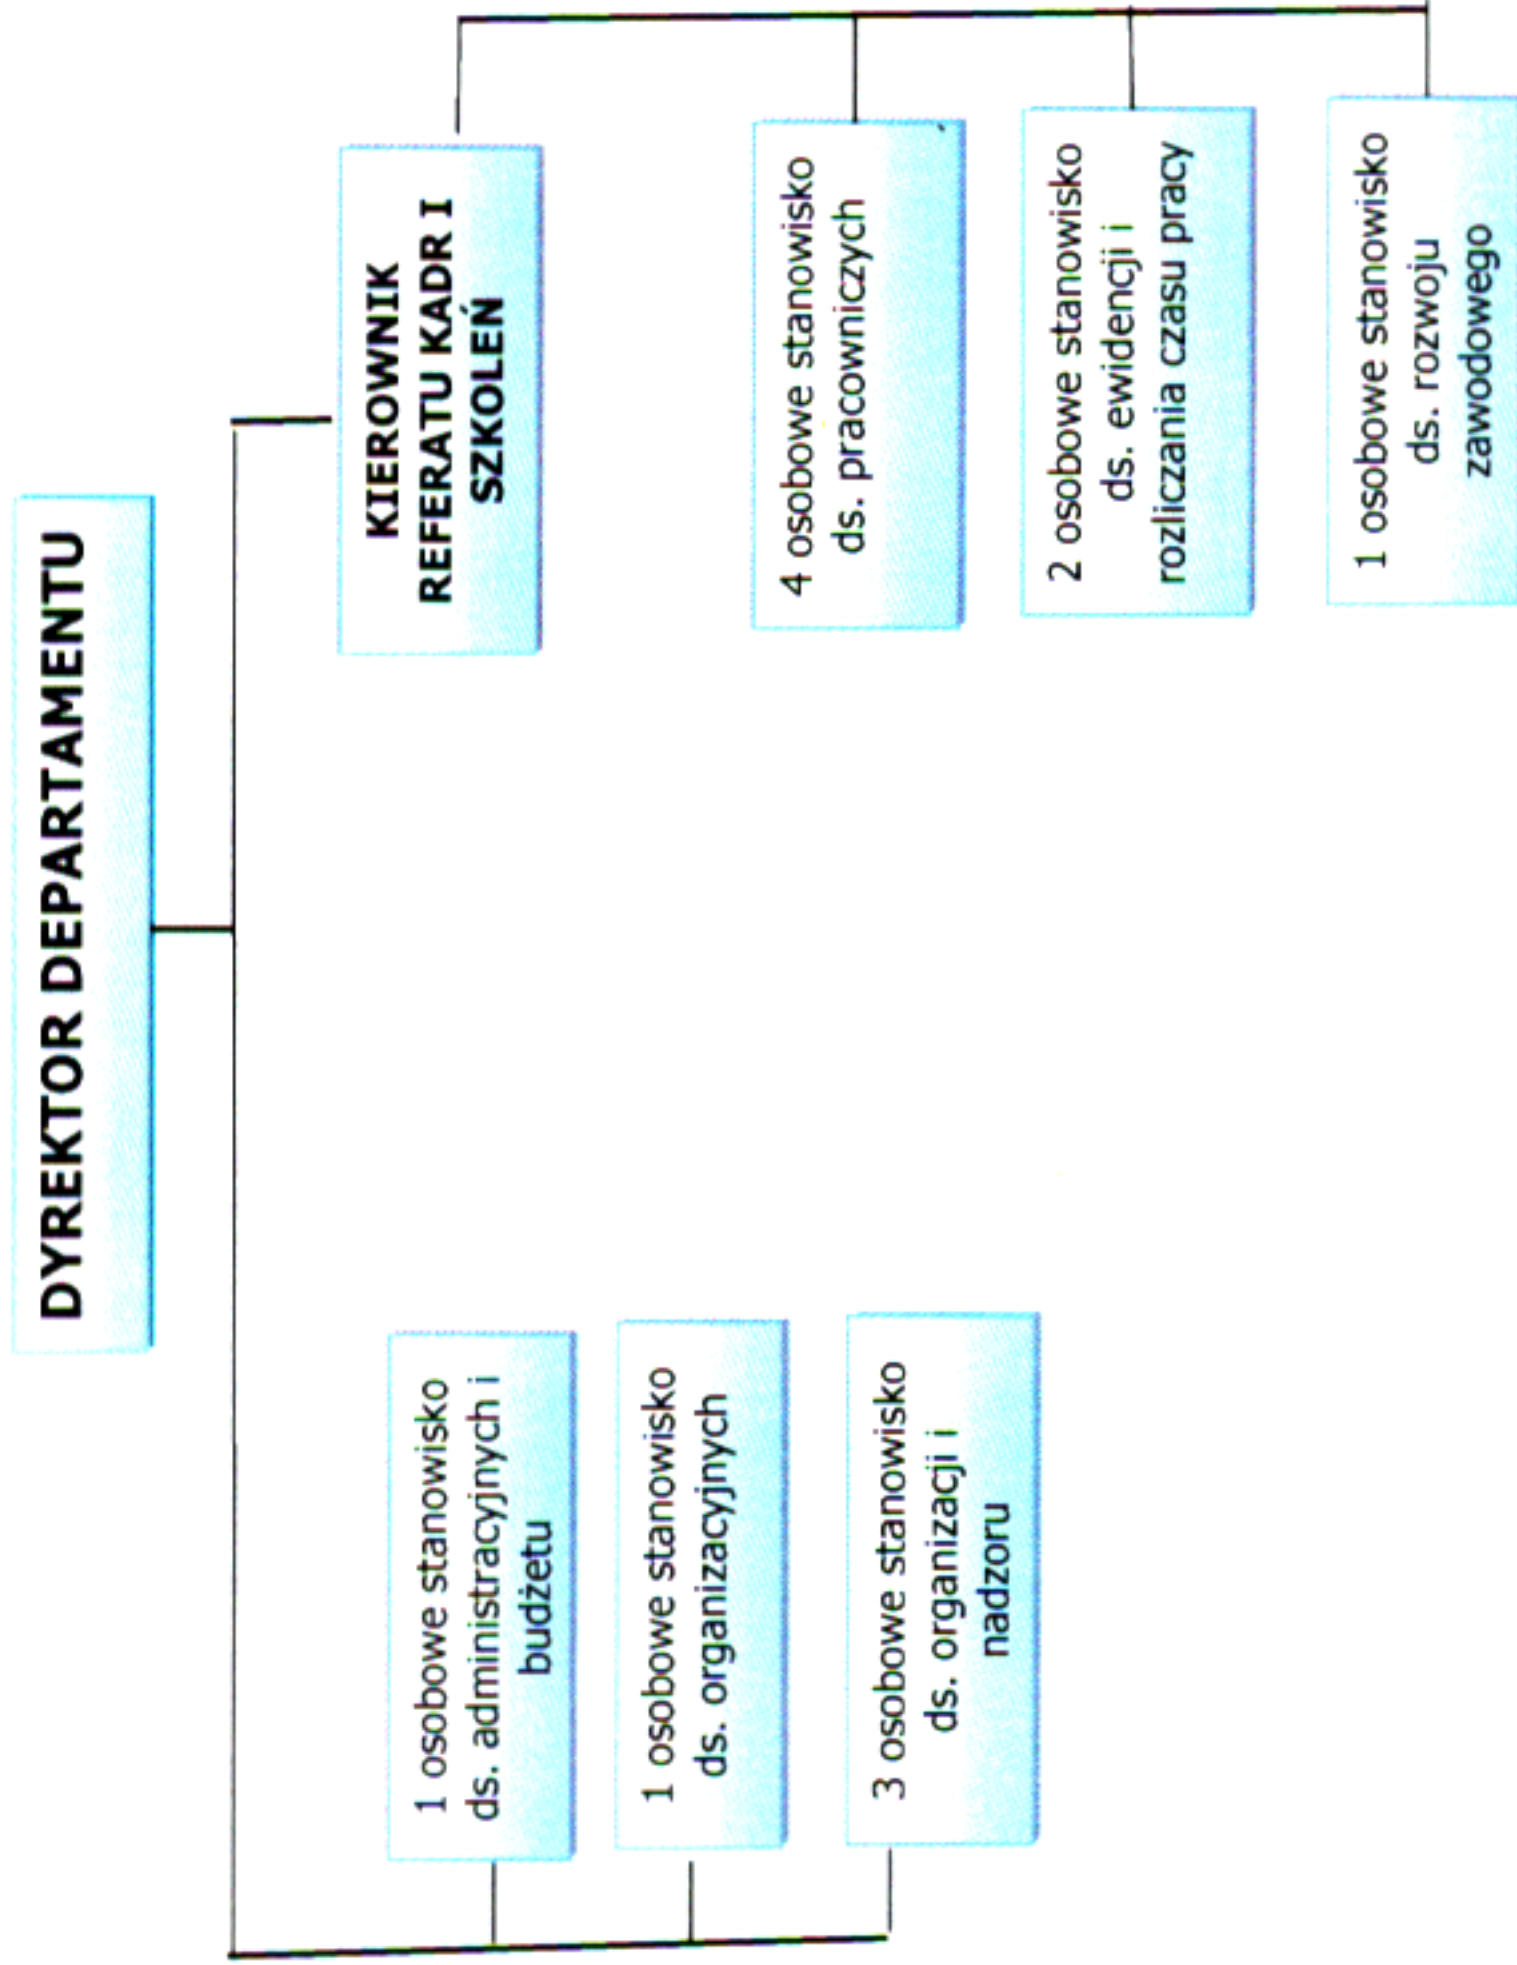 DYREKTOR DEPARTAMENTU
1 osobowe stanowisko
ds. administracyjnych i
budżetu
1 osobowe stanowisko
ds. organizacyjnych
3 osobowe stanowisko
ds. organizacji i
nadzoru
KIEROWNIK
REFERATU KADR I
SZKOLEŃ
4 osobowe stanowisko
ds. pracowniczych
2 osobowe stanowisko
ds. ewidencji i
rozliczania czasu pracy
1 osobowe stanowisko
ds. rozwoju
zawodowego